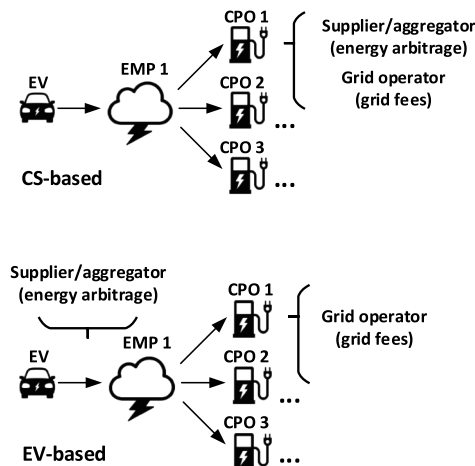 CPO 1
Supplier/aggregator
(energy arbitrage)
EMP 1
EV
CPO 2
Grid operator
(grid fees)
...
CPO 3
CS-based
...
Supplier/aggregator
(energy arbitrage)
CPO 1
EV
EMP 1
Grid operator
(grid fees)
CPO 2
...
CPO 3
EV-based
...